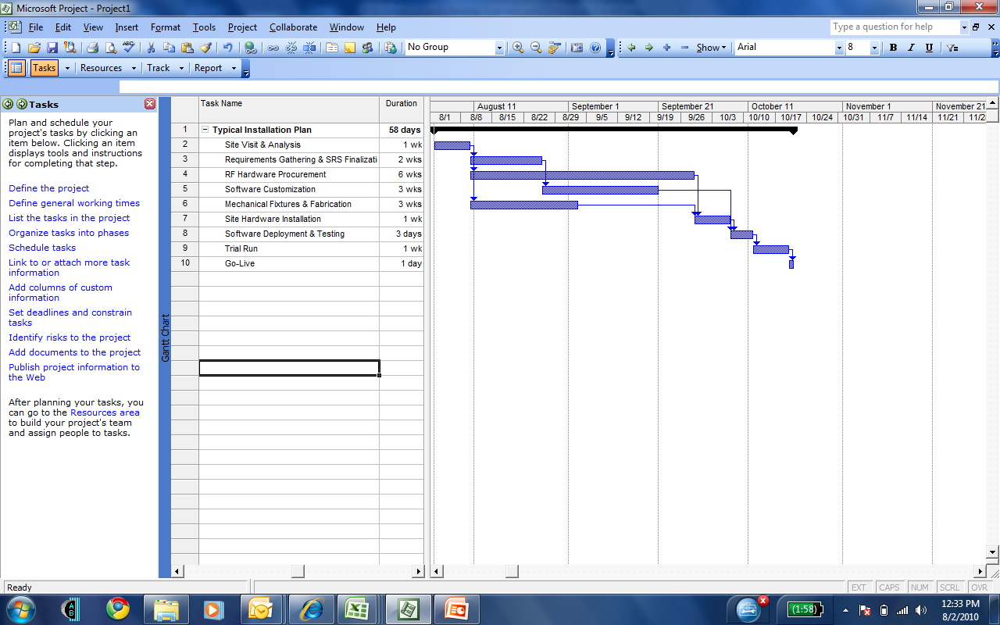 Microsoft Project - Project1
File Edit View Insert Format Tools Project Collaborate Window Help
Type a question for help
No Group Show Arial 8 B I U
Tasks Resources Track Report
Tasks
Plan and schedule your
project's tasks by clicking an
item below. Clicking an item
displays tools and instructions
for completing that step.
Define the project
Define general working times
List the tasks in the project
Organize tasks into phases
Schedule tasks
Link to or attach more task
information
Add columns of custom
information
Set deadlines and constrain
tasks
Identify risks to the project
Add documents to the project
Publish project information to
the Web
After planning your tasks, you
can go to the Resources area
to build your project's team
and assign people to tasks.
Gantt Chart
Task Name Duration
1 Typical Installation Plan 58 days
2 Site Visit & Analysis 1 wk
3 Requirements Gathering & SRS Finalizati 2 wks
4 RF Hardware Procurement 6 wks
5 Software Customization 3 wks
6 Mechanical Fixtures & Fabrication 3 wks
7 Site Hardware Installation 1 wk
8 Software Deployment & Testing 3 days
9 Trial Run 1 wk
10 Go-Live 1 day
August 11 September 1 September 21 October 11 November 1 November 21
8/1 8/8 8/15 8/22 8/29 9/5 9/12 9/19 9/26 10/3 10/10 10/17 10/24 10/31 11/7 11/14 11/21 11/2
Ready
EXT CAPS NUM SCRL OVR
A B
(1:58)
12:33 PM
8/2/2010